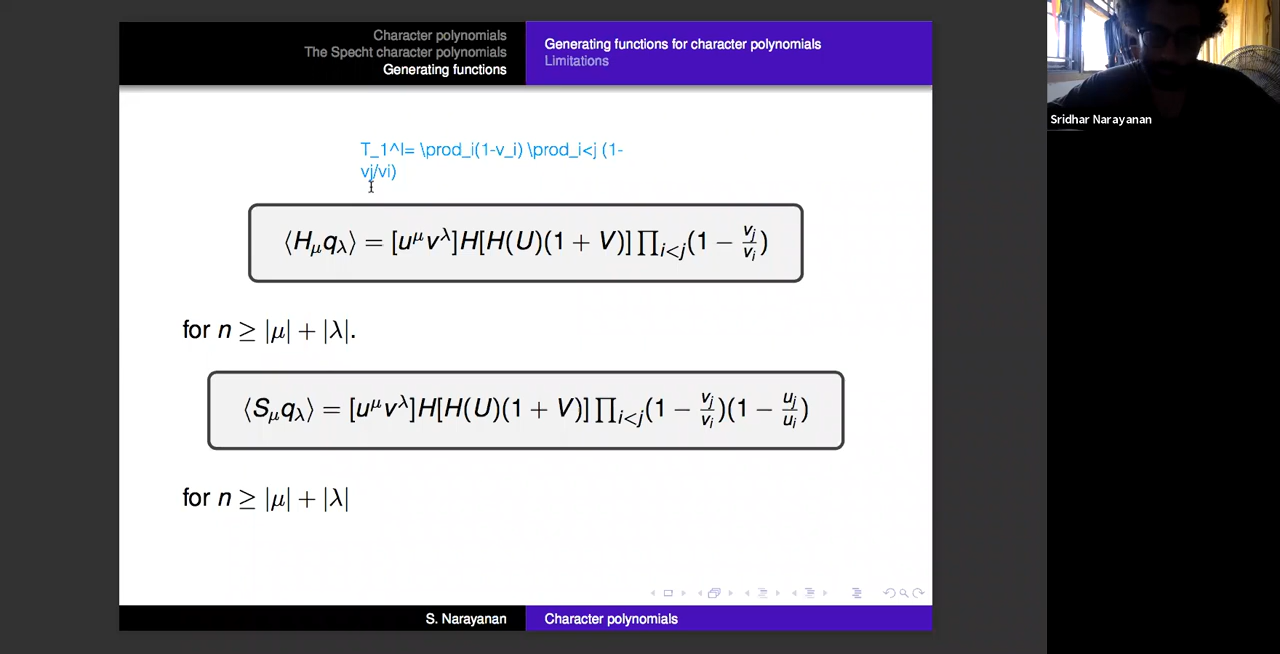 Character polynomials
The Specht character polynomials
Generating functions
Generating functions for character polynomials
Limitations
Sridhar Narayanan
T_1^l= \prod_i(1-v_i) \prod_i<j (1-
vj/vi)
⟨H_μ q_λ⟩ = [u^μ v^λ]H[H(U)(1 + V)] ∏_{i<j}(1 − v_j/v_i)
for n ≥ |μ| + |λ|.
⟨S_μ q_λ⟩ = [u^μ v^λ]H[H(U)(1 + V)] ∏_{i<j}(1 − v_j/v_i)(1 − u_j/u_i)
for n ≥ |μ| + |λ|
S. Narayanan
Character polynomials